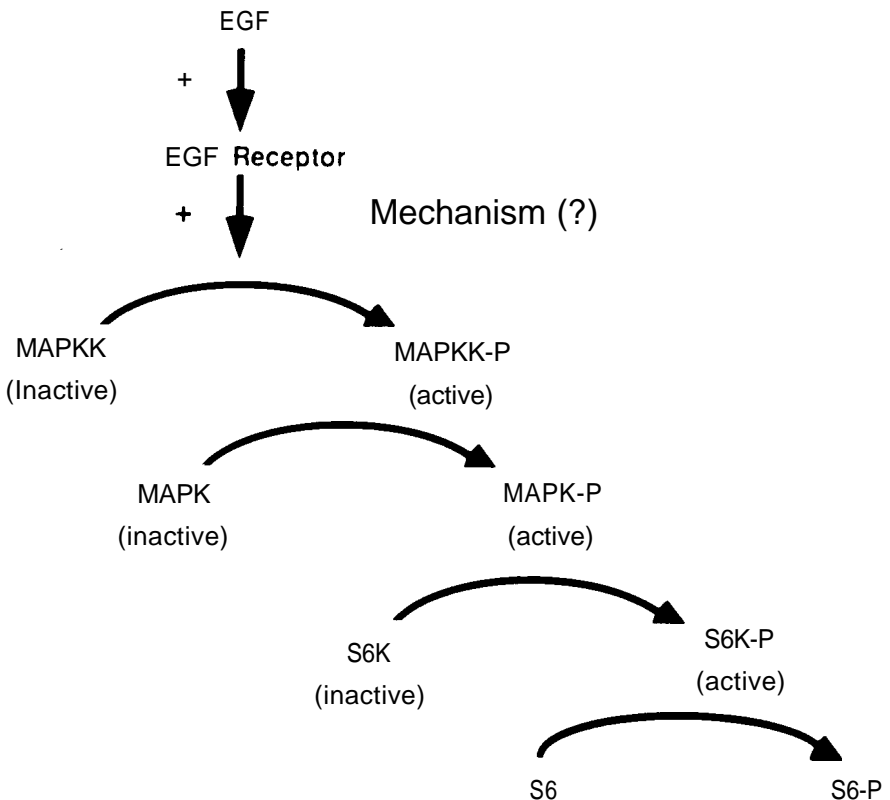 EGF
+
EGF Receptor
+
Mechanism (?)
MAPKK
(Inactive)
MAPKK-P
(active)
MAPK
(inactive)
MAPK-P
(active)
S6K
(inactive)
S6K-P
(active)
S6
S6-P